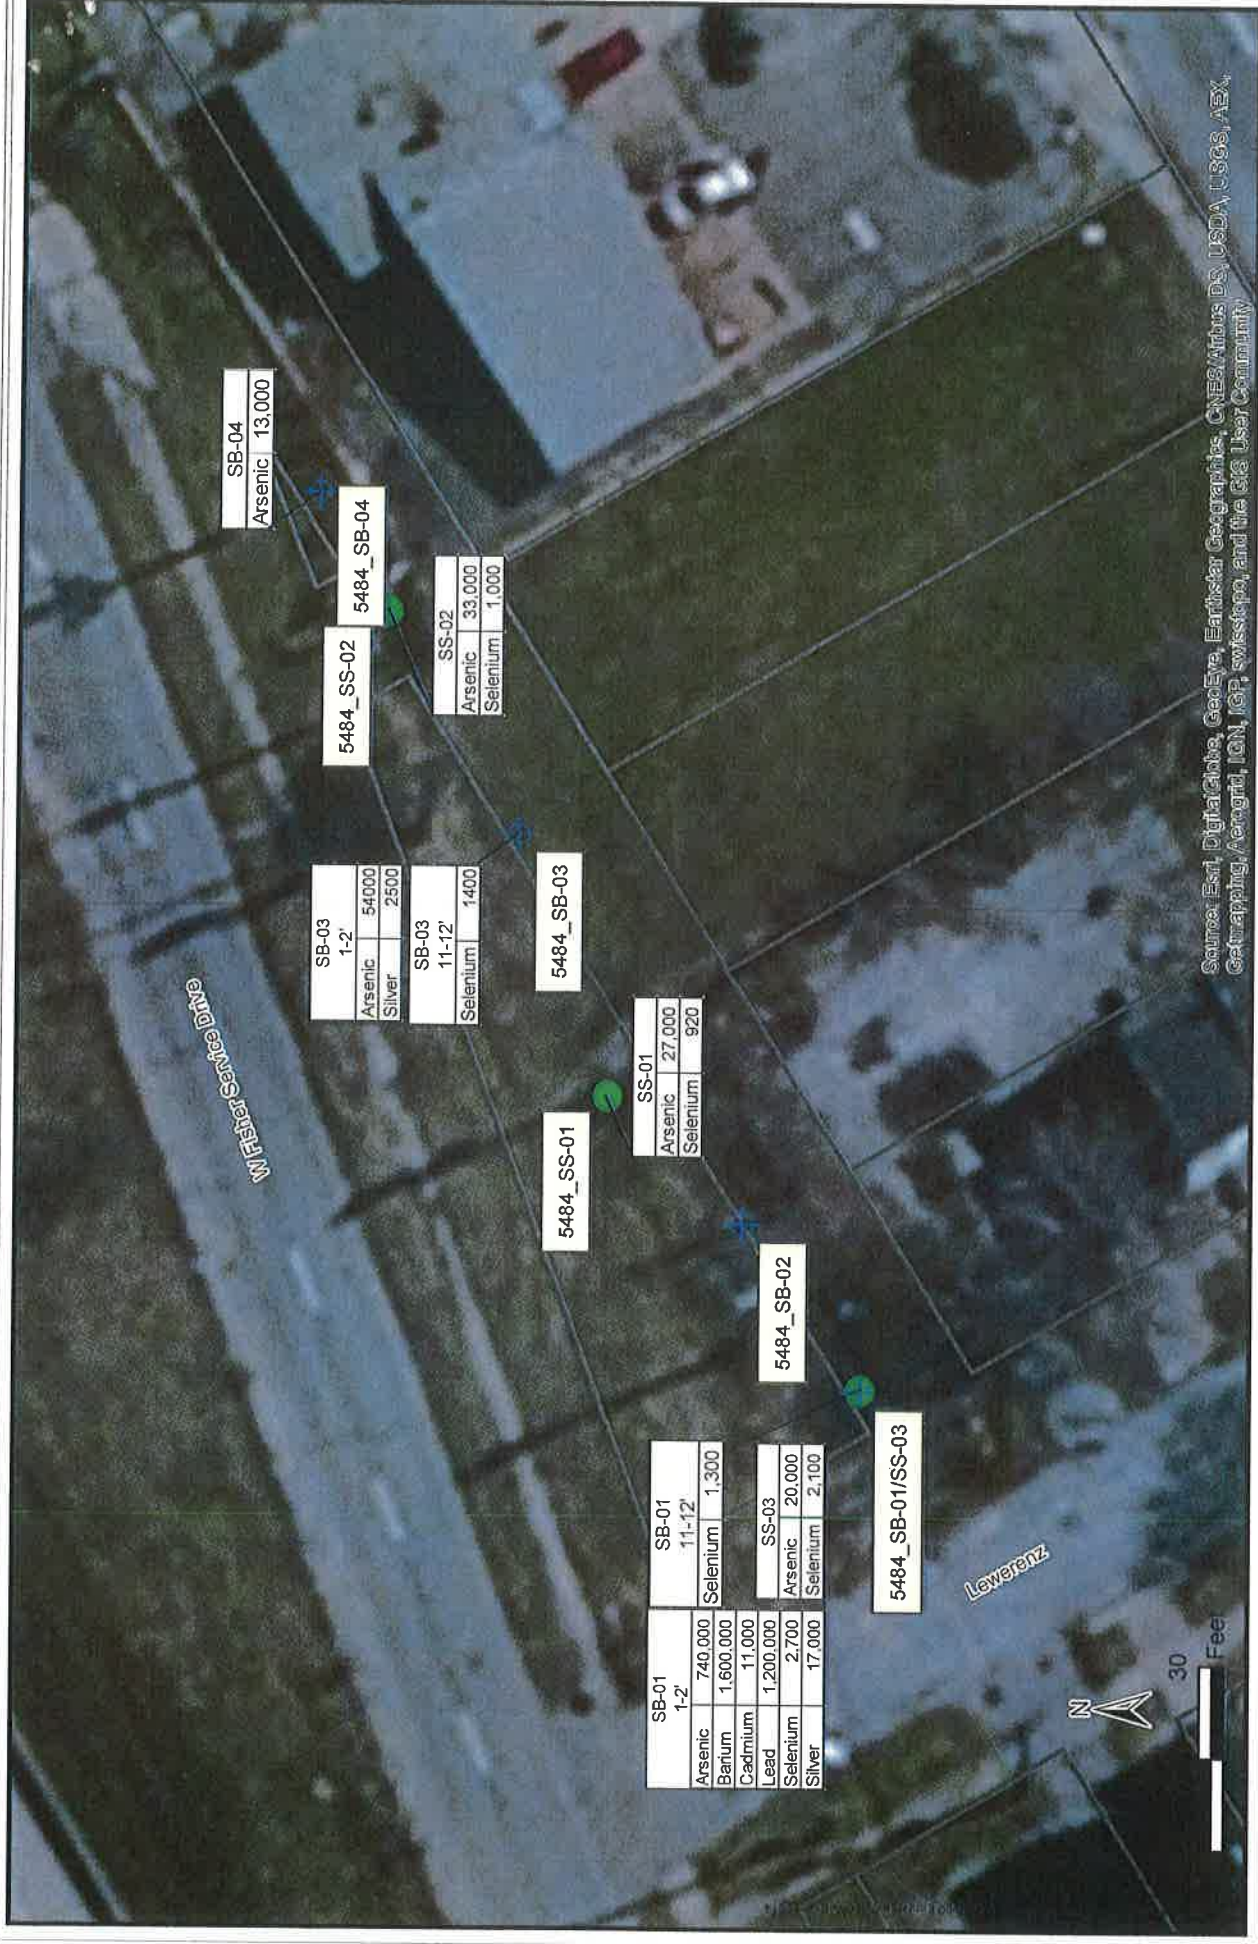 W Fisher Service Drive
SB-04
Arsenic 13,000
5484_SB-04
5484_SS-02
SS-02
Arsenic 33,000
Selenium 1,000
SB-03
1-2'
Arsenic 54000
Silver 2500
SB-03
11-12'
Selenium 1400
5484_SB-03
5484_SS-01
SS-01
Arsenic 27,000
Selenium 920
5484_SB-02
SB-01
1-2'
Arsenic 740,000
Barium 1,600,000
Cadmium 11,000
Lead 1,200,000
Selenium 2,700
Silver 17,000
SB-01
11-12'
Selenium 1,300
SS-03
Arsenic 20,000
Selenium 2,100
5484_SB-01/SS-03
Lewerenz
N
30
Feet
Source: Esri, DigitalGlobe, GeoEye, Earthstar Geographics, CNES/Airbus DS, USDA, USGS, AEX,
Getmapping, Aerogrid, IGN, IGP, swisstopo, and the GIS User Community